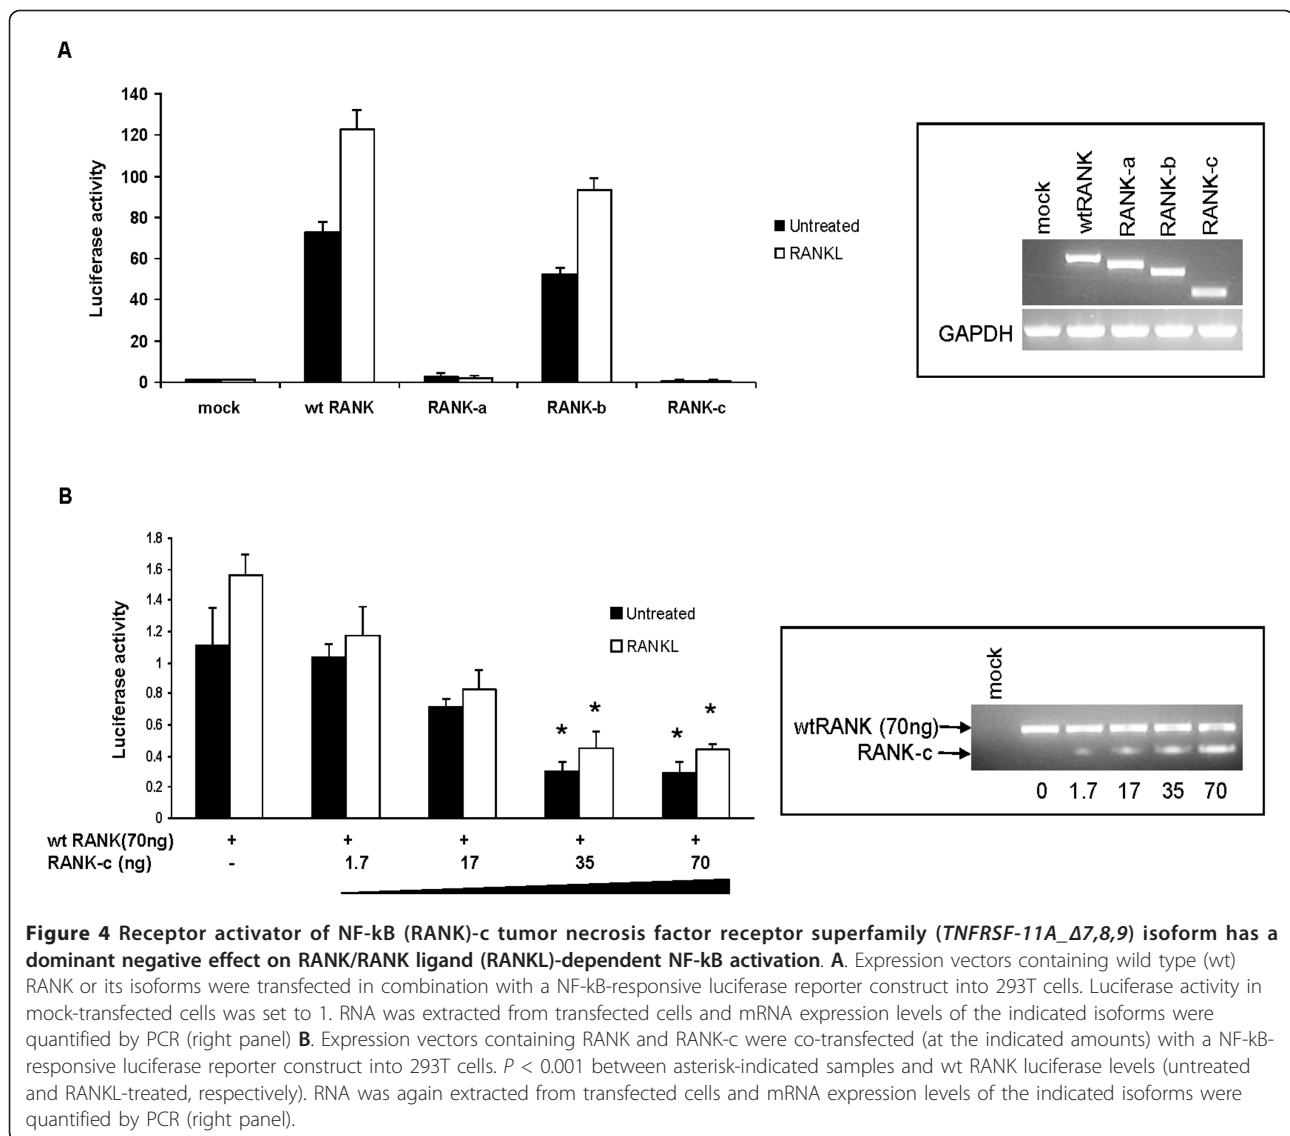 A
140
120
100
80
60
40
20
0
Luciferase activity
mock
wt RANK
RANK-a
RANK-b
RANK-c
Untreated
RANKL
mock
wtRANK
RANK-a
RANK-b
RANK-c
GAPDH
B
1.8
1.6
1.4
1.2
1
0.8
0.6
0.4
0.2
0
Luciferase activity
* * * *
Untreated
RANKL
wt RANK(70ng) + + + + +
RANK-c (ng) - 1.7 17 35 70
mock
wtRANK (70ng)
RANK-c
0 1.7 17 35 70
Figure 4 Receptor activator of NF-kB (RANK)-c tumor necrosis factor receptor superfamily (TNFRSF-11A_Δ7,8,9) isoform has a
dominant negative effect on RANK/RANK ligand (RANKL)-dependent NF-kB activation. A. Expression vectors containing wild type (wt)
RANK or its isoforms were transfected in combination with a NF-kB-responsive luciferase reporter construct into 293T cells. Luciferase activity in
mock-transfected cells was set to 1. RNA was extracted from transfected cells and mRNA expression levels of the indicated isoforms were
quantified by PCR (right panel) B. Expression vectors containing RANK and RANK-c were co-transfected (at the indicated amounts) with a NF-kB-
responsive luciferase reporter construct into 293T cells. P < 0.001 between asterisk-indicated samples and wt RANK luciferase levels (untreated
and RANKL-treated, respectively). RNA was again extracted from transfected cells and mRNA expression levels of the indicated isoforms were
quantified by PCR (right panel).